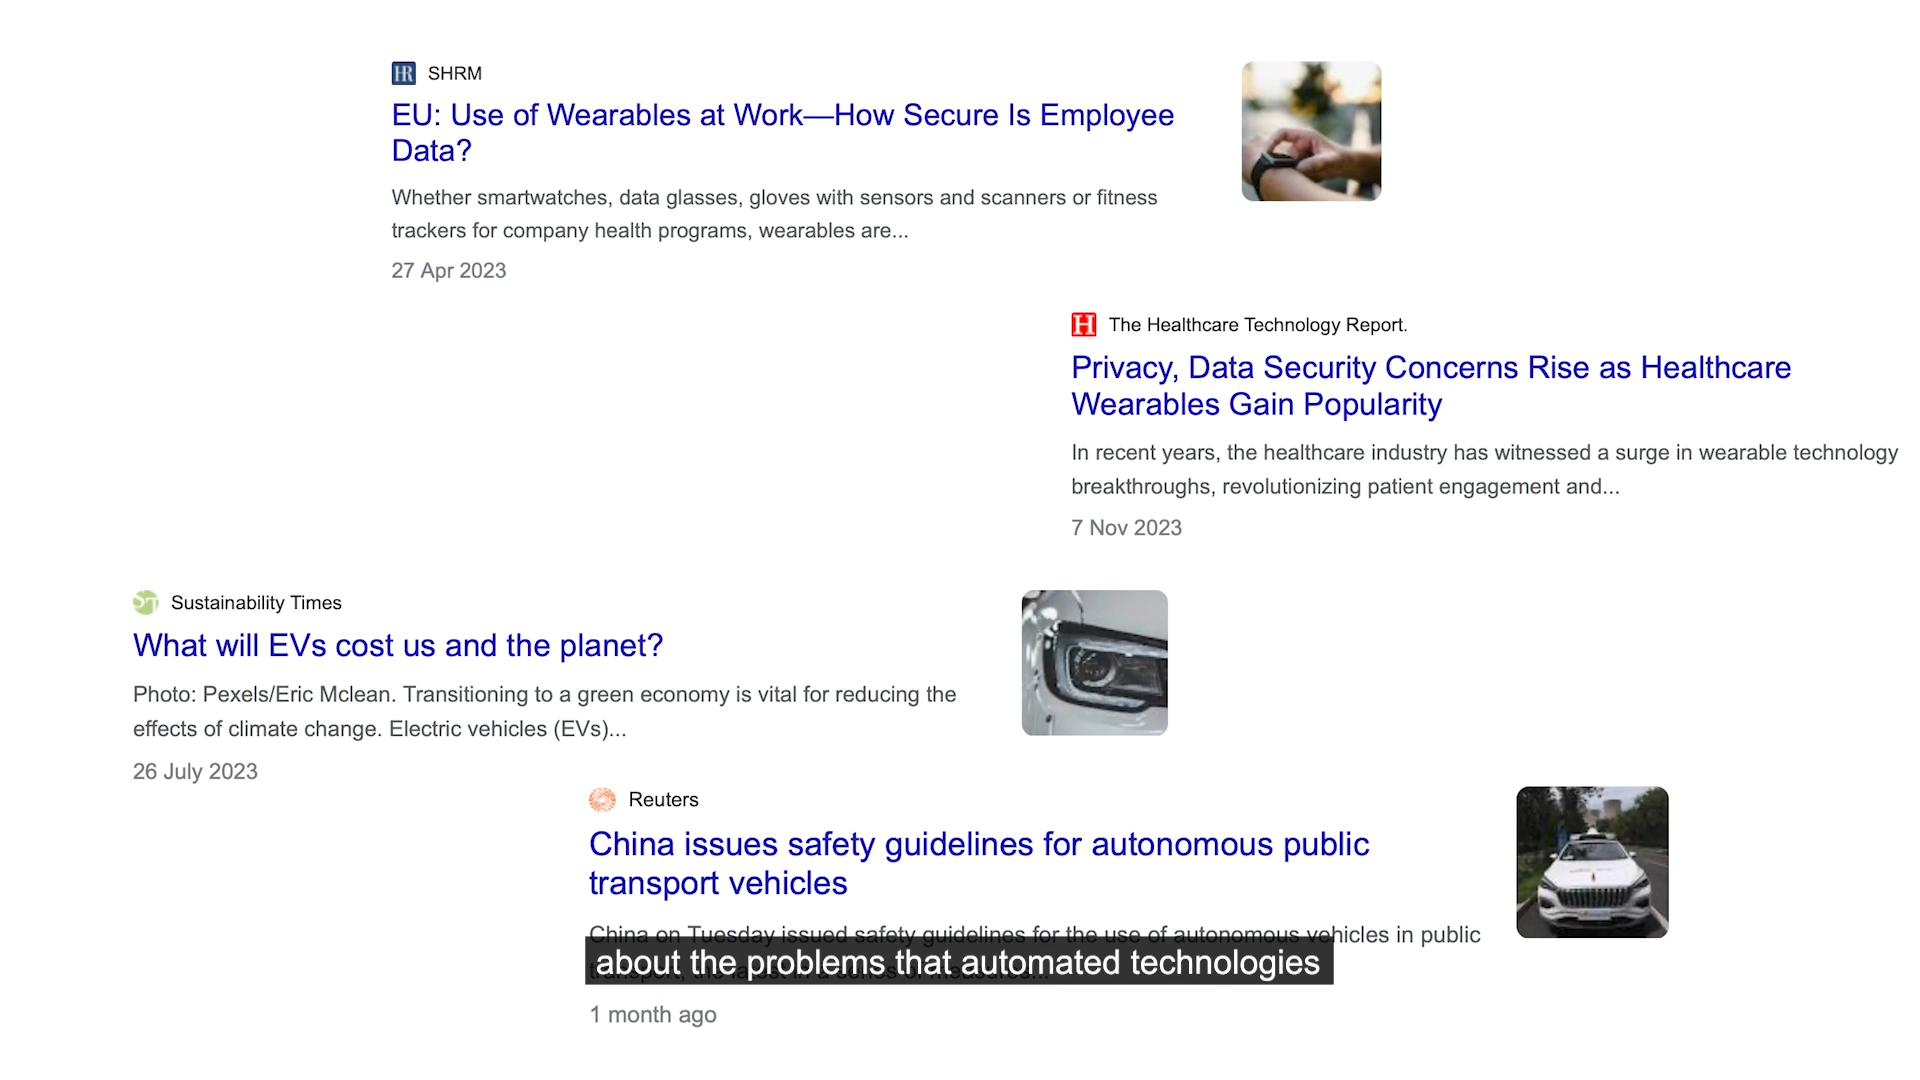 SHRM
EU: Use of Wearables at Work—How Secure Is Employee
Data?
Whether smartwatches, data glasses, gloves with sensors and scanners or fitness
trackers for company health programs, wearables are...
27 Apr 2023
The Healthcare Technology Report.
Privacy, Data Security Concerns Rise as Healthcare
Wearables Gain Popularity
In recent years, the healthcare industry has witnessed a surge in wearable technology
breakthroughs, revolutionizing patient engagement and...
7 Nov 2023
Sustainability Times
What will EVs cost us and the planet?
Photo: Pexels/Eric Mclean. Transitioning to a green economy is vital for reducing the
effects of climate change. Electric vehicles (EVs)...
26 July 2023
Reuters
China issues safety guidelines for autonomous public
transport vehicles
China on Tuesday issued safety guidelines for the use of autonomous vehicles in public
about the problems that automated technologies
1 month ago